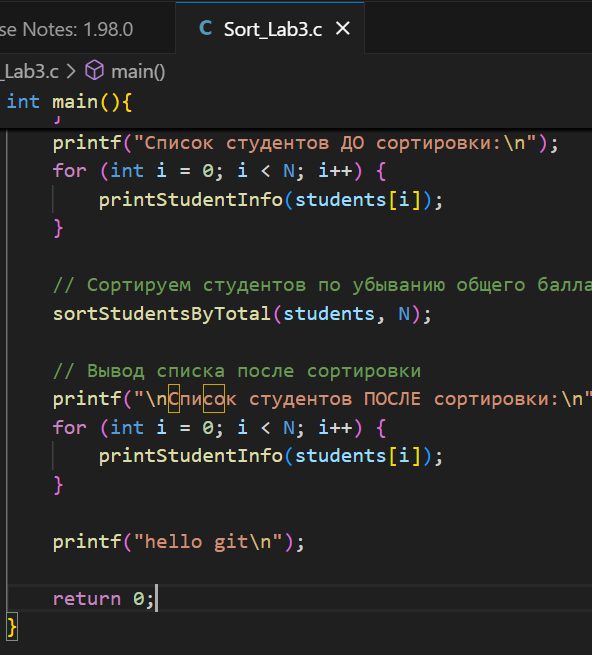 se Notes: 1.98.0
C Sort_Lab3.c ×
_Lab3.c > main()
int main(){
}
printf("Список студентов ДО сортировки:\n");
for (int i = 0; i < N; i++) {
printStudentInfo(students[i]);
}
// Сортируем студентов по убыванию общего балла
sortStudentsByTotal(students, N);
// Вывод списка после сортировки
printf("\nСписок студентов ПОСЛЕ сортировки:\n"
for (int i = 0; i < N; i++) {
printStudentInfo(students[i]);
}
printf("hello git\n");
return 0;
}